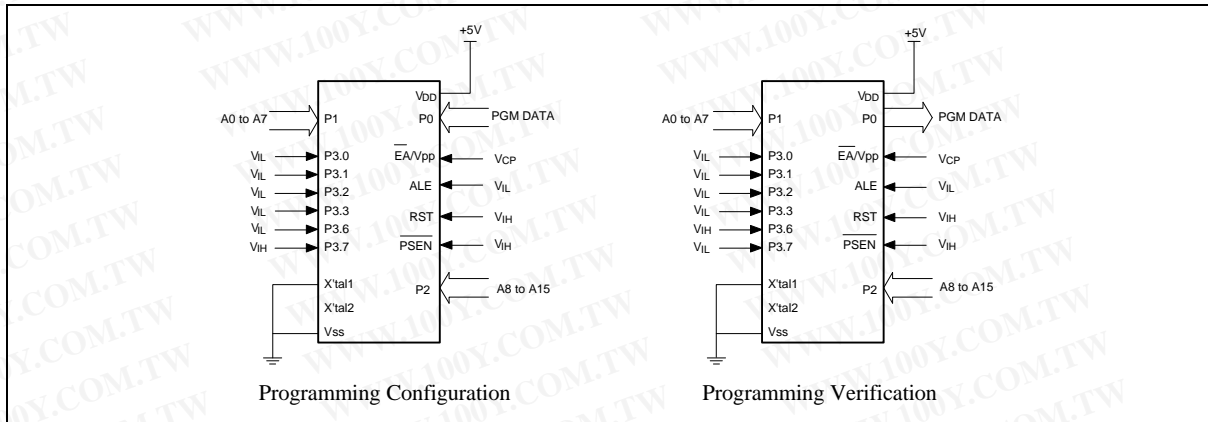 +5V
VDD
A0 to A7 P1 P0 PGM DATA
VIL P3.0 EA/Vpp VCP
VIL P3.1
VIL P3.2 ALE VIL
VIL P3.3 RST VIH
VIL P3.6
VIH P3.7 PSEN VIH
X'tal1 P2 A8 to A15
X'tal2
Vss
Programming Configuration
+5V
VDD
A0 to A7 P1 P0 PGM DATA
VIL P3.0 EA/Vpp VCP
VIL P3.1
VIL P3.2 ALE VIL
VIL P3.3 RST VIH
VIH P3.6
VIL P3.7 PSEN VIH
X'tal1 P2 A8 to A15
X'tal2
Vss
Programming Verification
WWW.100Y.COM.TW